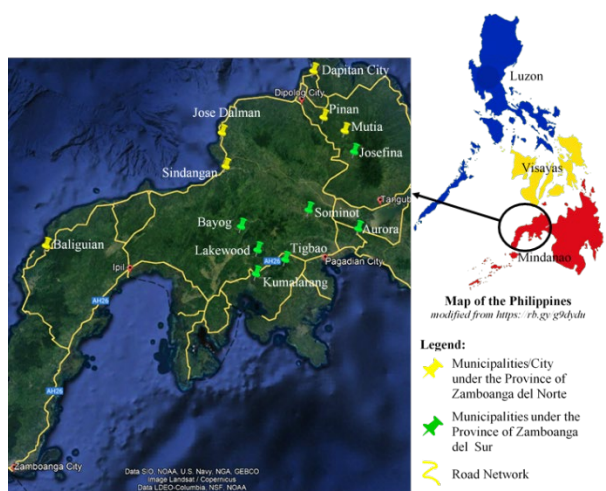 Dapitan City
Dipolog City
Pinan
Jose Dalman
Mutia
Josefina
Sindangan
Tangub
Sominot
Bayog
Aurora
Baliguian
Lakewood
Tigbao
AH26
Pagadian City
Ipil
Kumalarang
AH26
AH26
Zamboanga City
Data SIO, NOAA, U.S. Navy, NGA, GEBCO
Image Landsat / Copernicus
Data LDEO-Columbia, NSF, NOAA
Luzon
Visayas
Mindanao
Map of the Philippines
modified from https://rb.gy/g9dydu
Legend:
Municipalities/City
under the Province of
Zamboanga del Norte
Municipalities under the
Province of Zamboanga
del Sur
Road Network